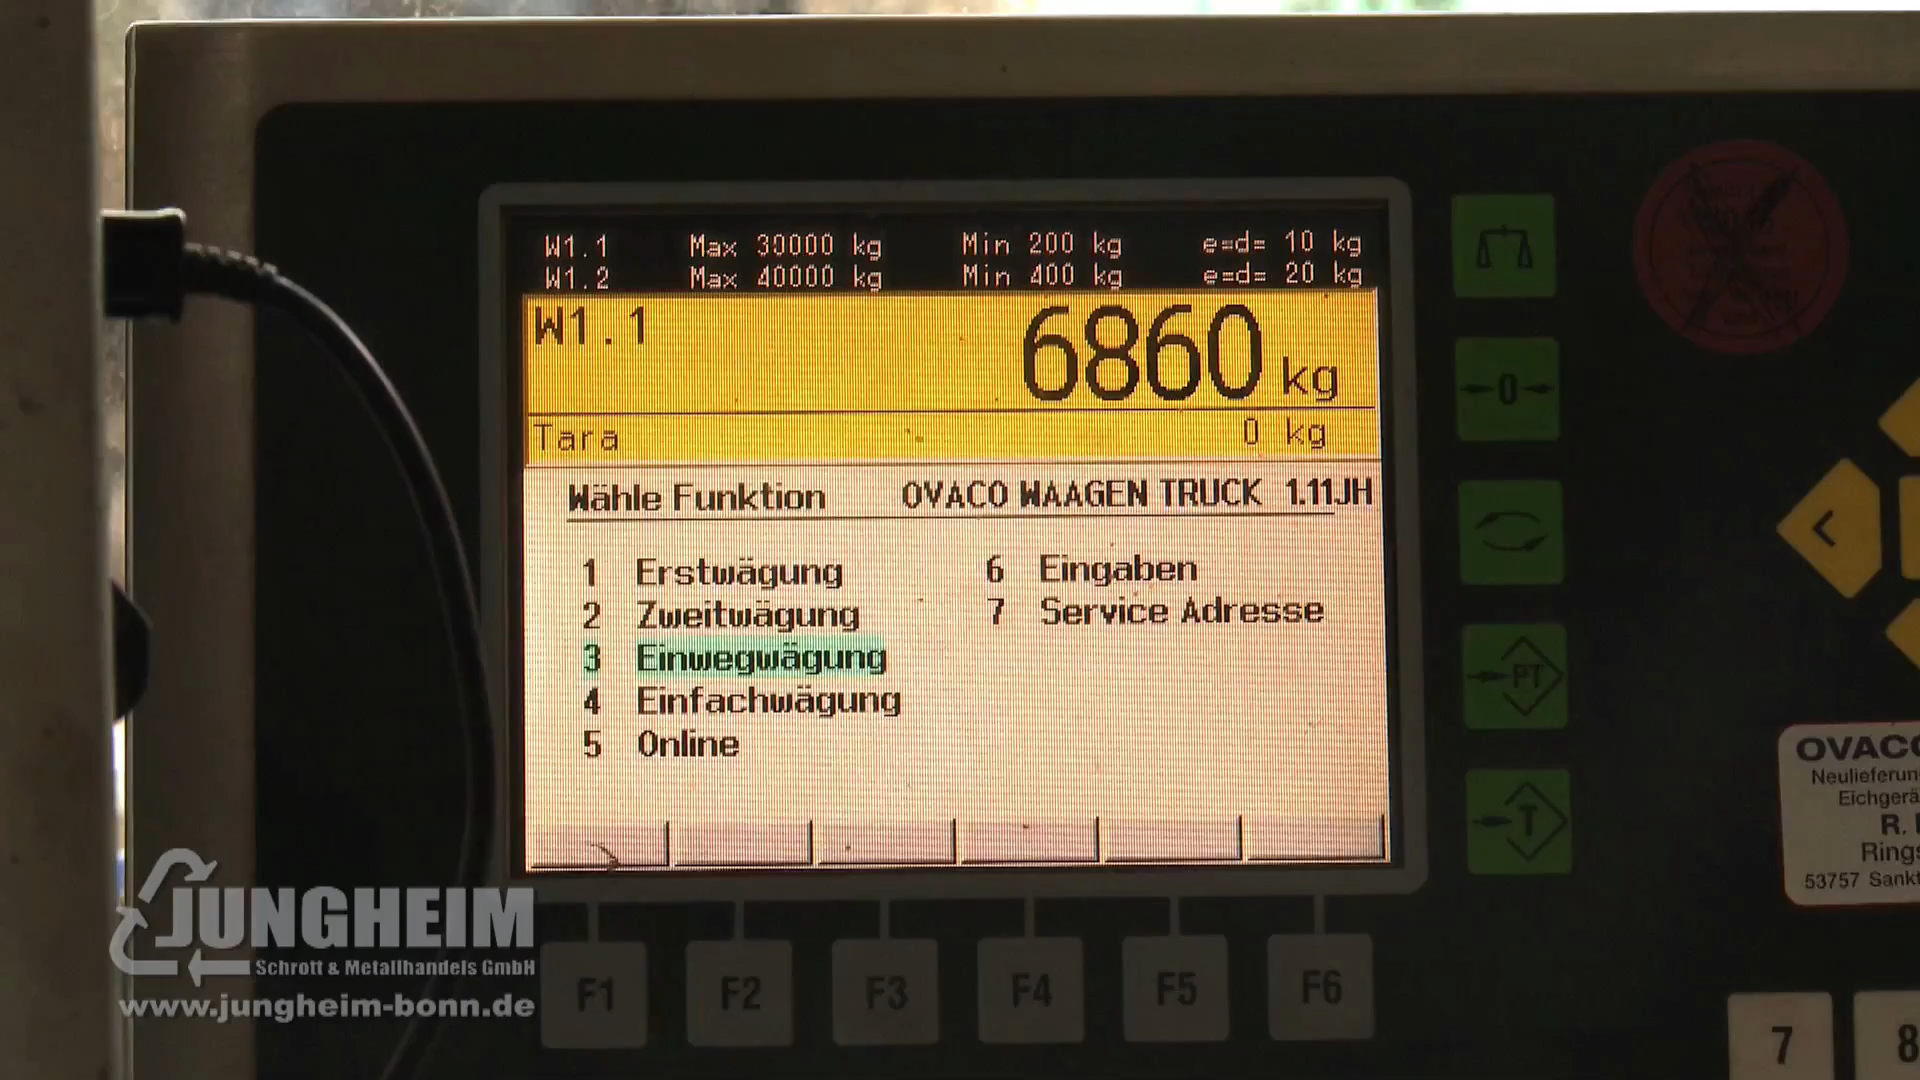 W1.1 Max 30000 kg Min 200 kg e=d= 10 kg
W1.2 Max 40000 kg Min 400 kg e=d= 20 kg
W1.1 6860 kg
Tara 0 kg
Wähle Funktion OVACO WAAGEN TRUCK 1.11JH
1 Erstwägung
2 Zweitwägung
3 Einwegwägung
4 Einfachwägung
5 Online
6 Eingaben
7 Service Adresse
0
PT
T
F1 F2 F3 F4 F5 F6
7 8
OVACO
Neulieferun
Eichgerä
R.
Rings
53757 Sankt
JUNGHEIM
Schrott & Metallhandels GmbH
www.jungheim-bonn.de